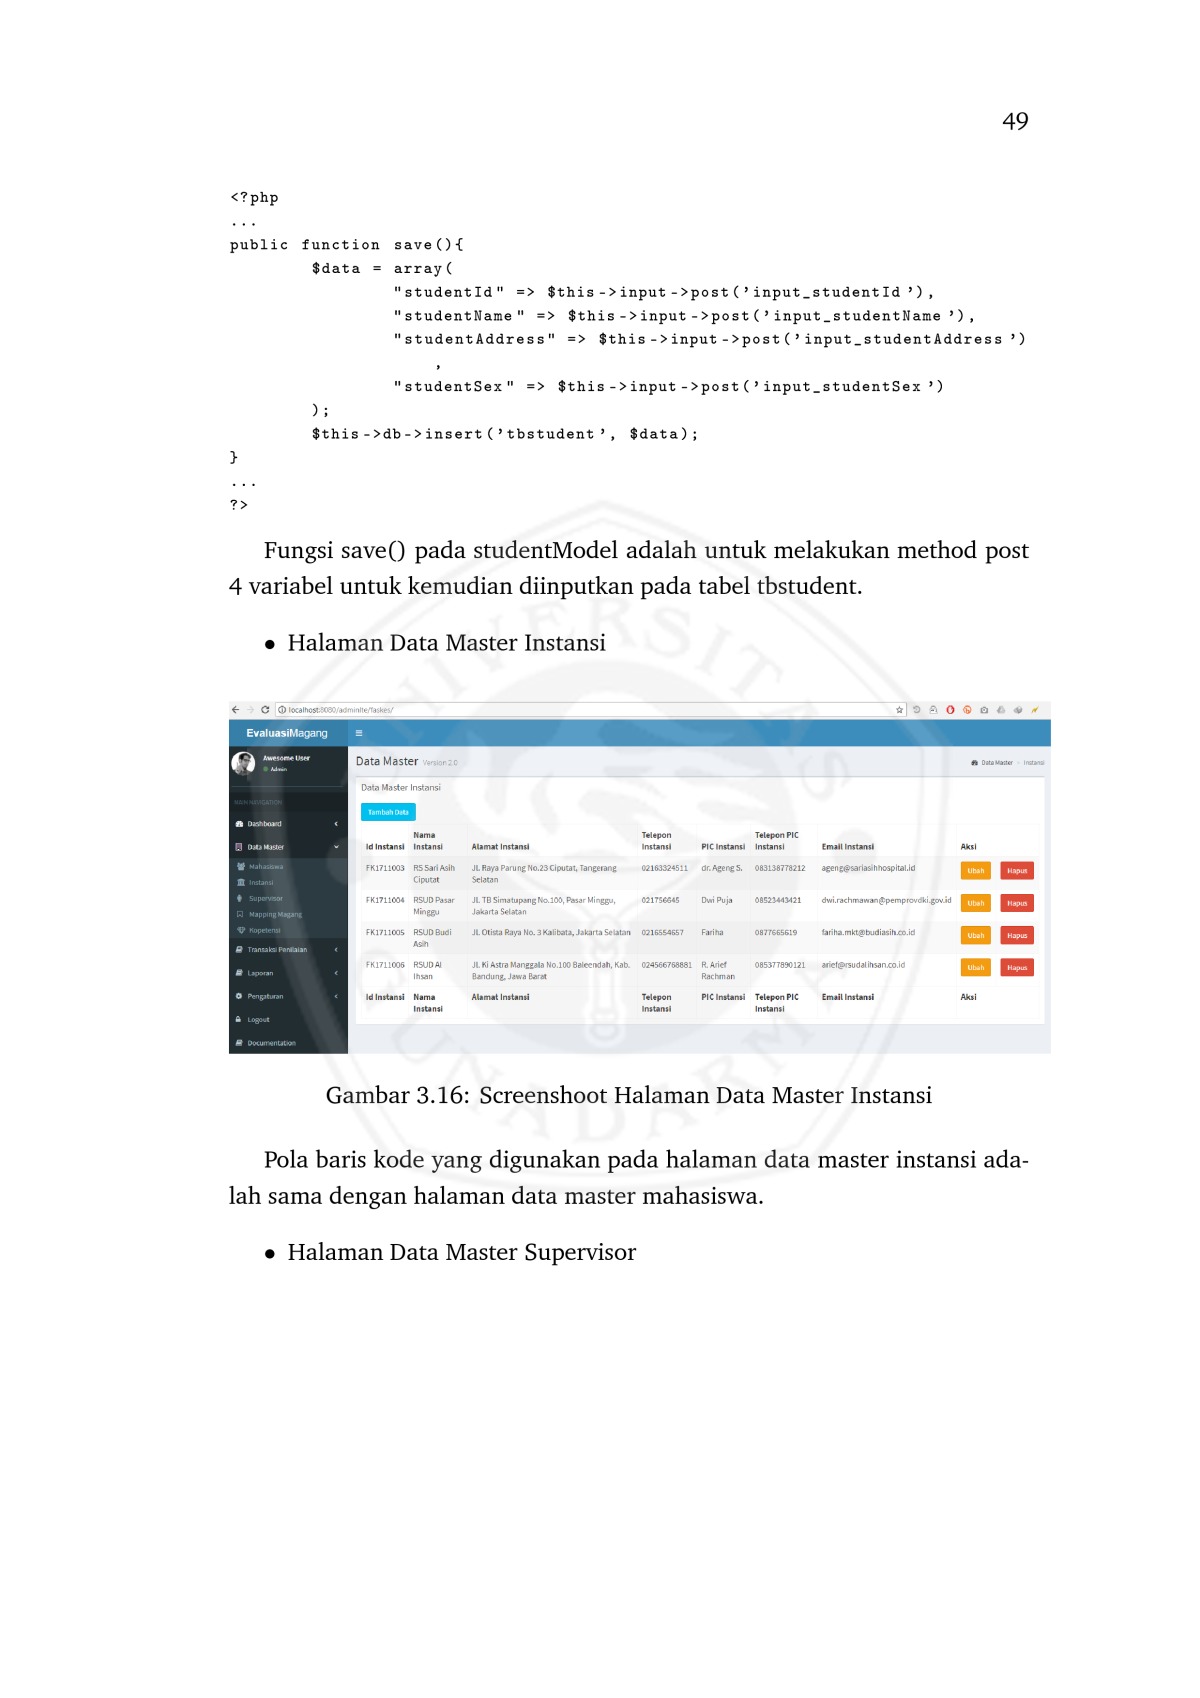 49
<?php
...
public function save(){
$data = array(
"studentId" => $this->input->post('input_studentId'),
"studentName" => $this->input->post('input_studentName'),
"studentAddress" => $this->input->post('input_studentAddress')
,
"studentSex" => $this->input->post('input_studentSex')
);
$this->db->insert('tbstudent', $data);
}
...
?>
Fungsi save() pada studentModel adalah untuk melakukan method post
4 variabel untuk kemudian diinputkan pada tabel tbstudent.
• Halaman Data Master Instansi
localhost:8080/adminlte/faskes/
EvaluasiMagang
Awesome User
Admin
MAIN NAVIGATION
Dashboard
Data Master
Mahasiswa
Instansi
Supervisor
Mapping Magang
Kopetensi
Transaksi Penilaian
Laporan
Pengaturan
Logout
Documentation
Data Master Version 2.0
Data Master > Instansi
Data Master Instansi
Tambah Data
Id Instansi Nama Instansi Alamat Instansi Telepon Instansi PIC Instansi Telepon PIC Instansi Email Instansi Aksi
FK1711003 RS Sari Asih Ciputat Jl. Raya Parung No.23 Ciputat, Tangerang Selatan 02163324511 dr. Ageng S. 083138778212 ageng@sariasihhospital.id Ubah Hapus
FK1711004 RSUD Pasar Minggu Jl. TB Simatupang No.100, Pasar Minggu, Jakarta Selatan 021756645 Dwi Puja 08523443421 dwi.rachmawan@pemprovdki.gov.id Ubah Hapus
FK1711005 RSUD Budi Asih Jl. Otista Raya No. 3 Kalibata, Jakarta Selatan 0216554657 Fariha 0877665619 fariha.mkt@budiasih.co.id Ubah Hapus
FK1711006 RSUD Al Ihsan Jl. Ki Astra Manggala No.100 Baleendah, Kab. Bandung, Jawa Barat 024566768881 R. Arief Rachman 085377890121 arief@rsudalihsan.co.id Ubah Hapus
Id Instansi Nama Instansi Alamat Instansi Telepon Instansi PIC Instansi Telepon PIC Instansi Email Instansi Aksi
Gambar 3.16: Screenshoot Halaman Data Master Instansi
Pola baris kode yang digunakan pada halaman data master instansi ada-
lah sama dengan halaman data master mahasiswa.
• Halaman Data Master Supervisor
UNIVERSITAS
GUNADARMA